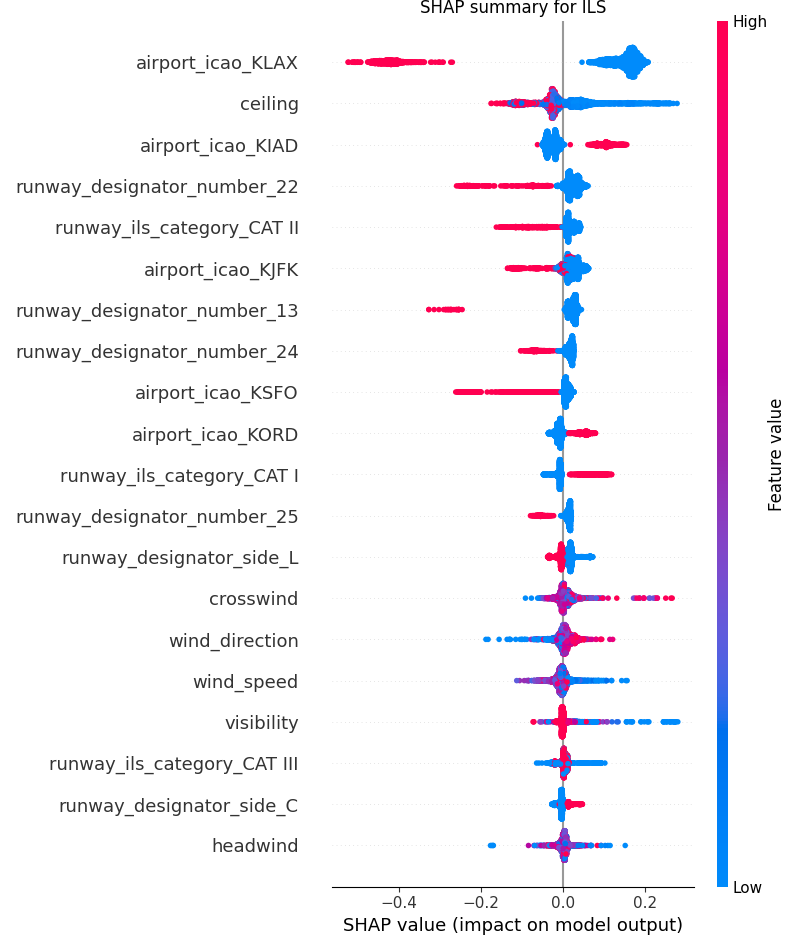 SHAP summary for ILS
High
airport_icao_KLAX
ceiling
airport_icao_KIAD
runway_designator_number_22
runway_ils_category_CAT II
airport_icao_KJFK
runway_designator_number_13
runway_designator_number_24
airport_icao_KSFO
airport_icao_KORD
runway_ils_category_CAT I
runway_designator_number_25
runway_designator_side_L
crosswind
wind_direction
wind_speed
visibility
runway_ils_category_CAT III
runway_designator_side_C
headwind
Feature value
Low
−0.4 −0.2 0.0 0.2
SHAP value (impact on model output)